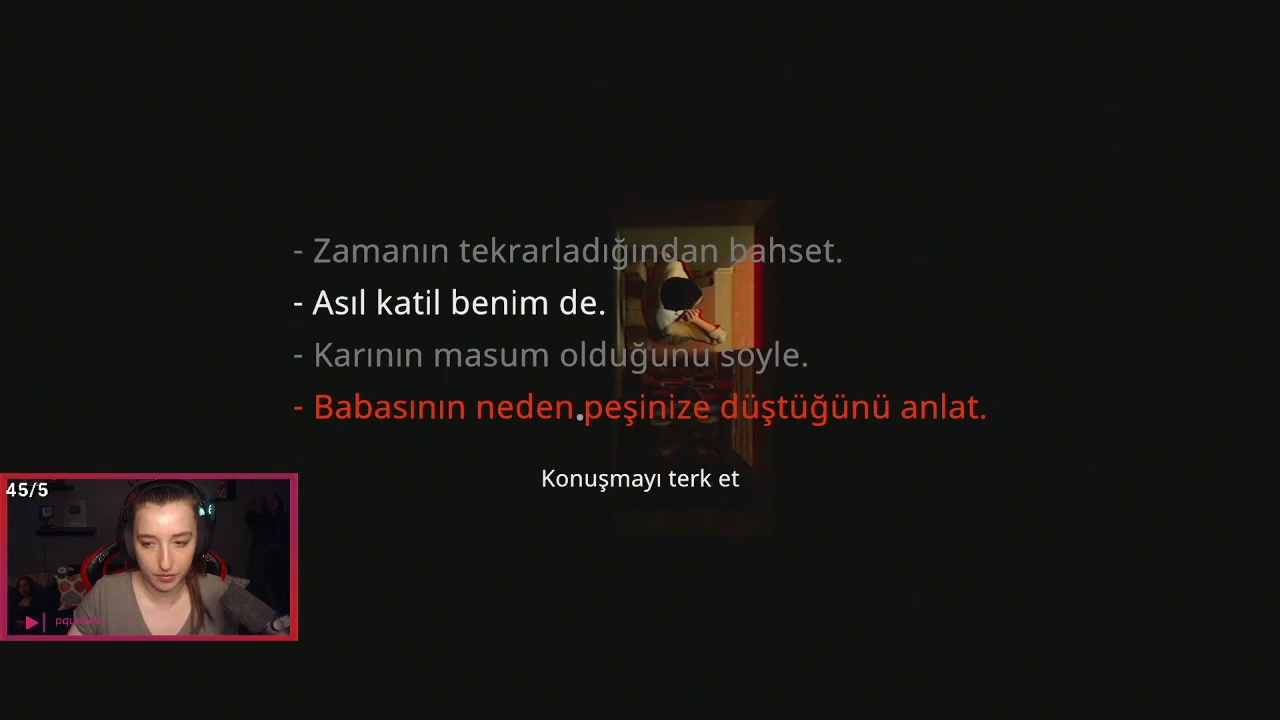 - Zamanın tekrarladığından bahset.
- Asıl katil benim de.
- Karının masum olduğunu söyle.
- Babasının neden peşinize düştüğünü anlat.
Konuşmayı terk et
45/5